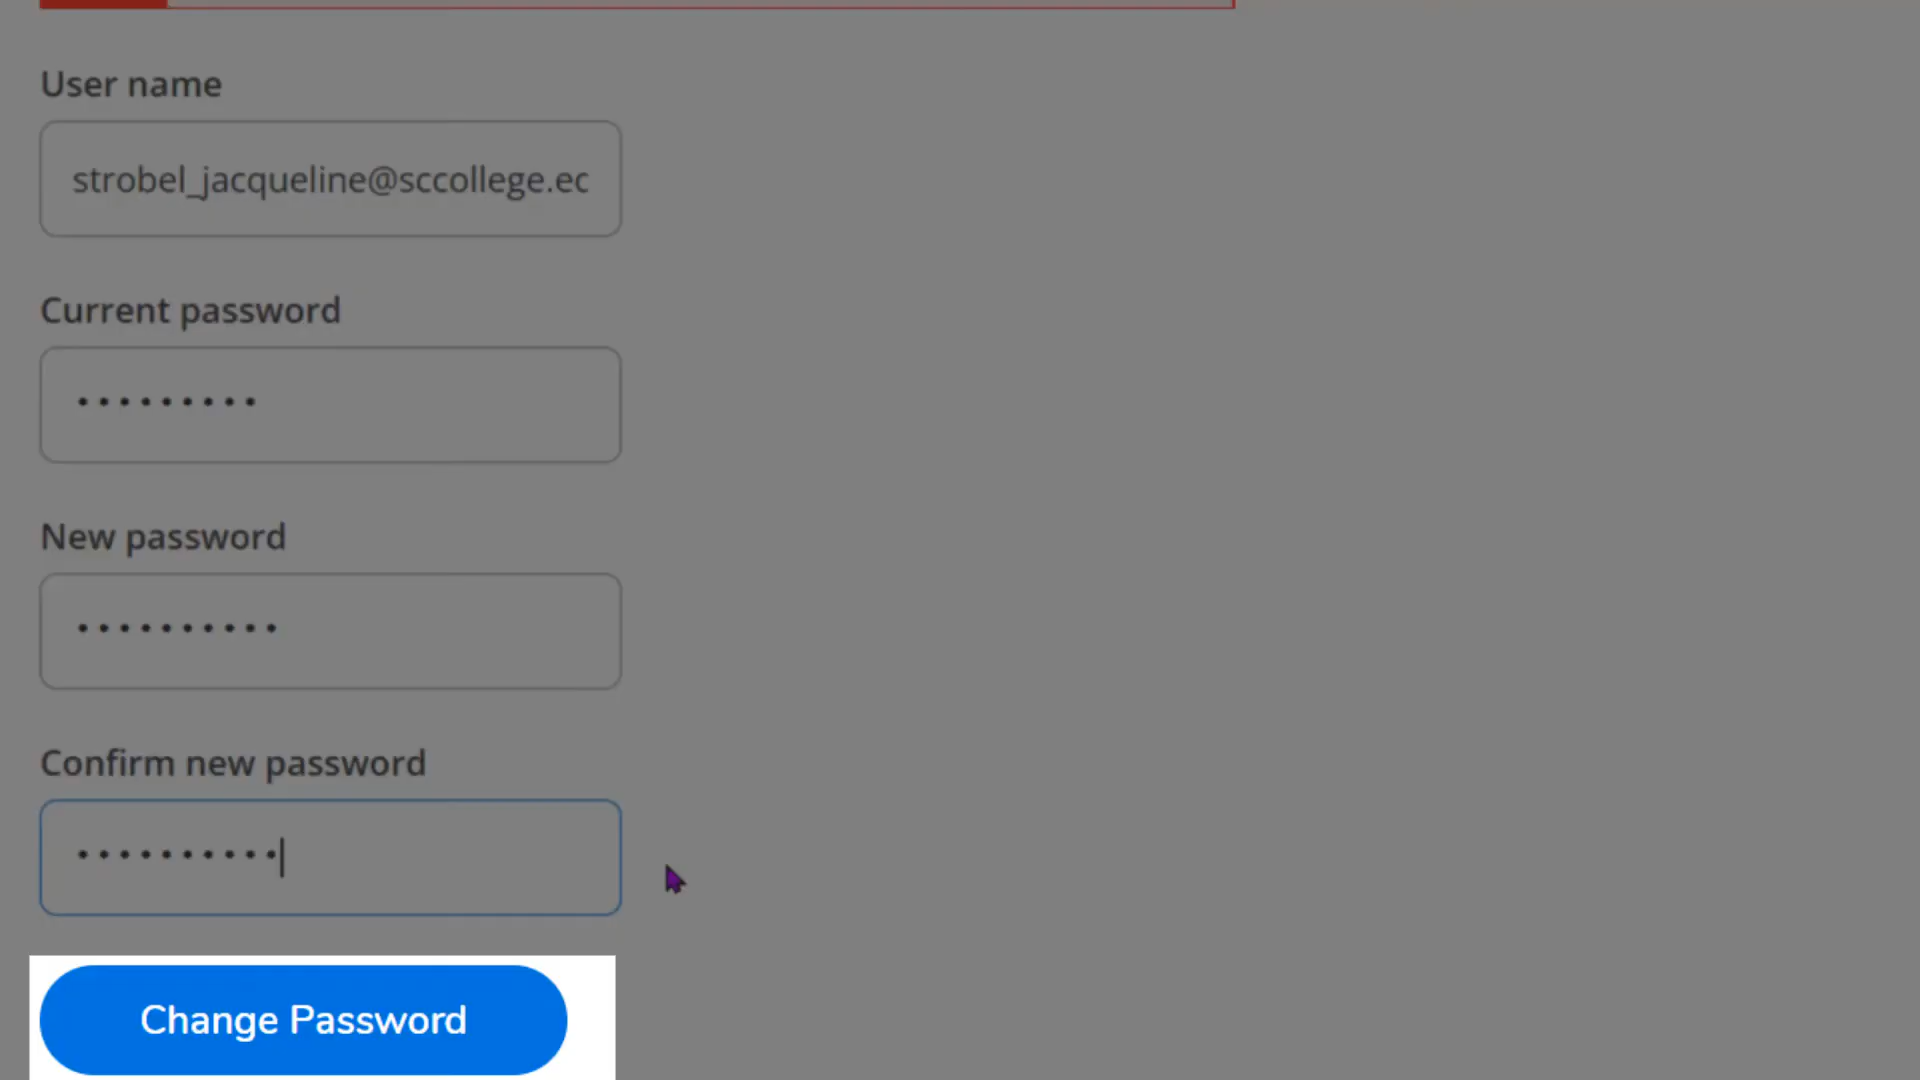 User name
strobel_jacqueline@sccollege.ec
Current password
•••••••••
New password
••••••••••
Confirm new password
••••••••••
Change Password